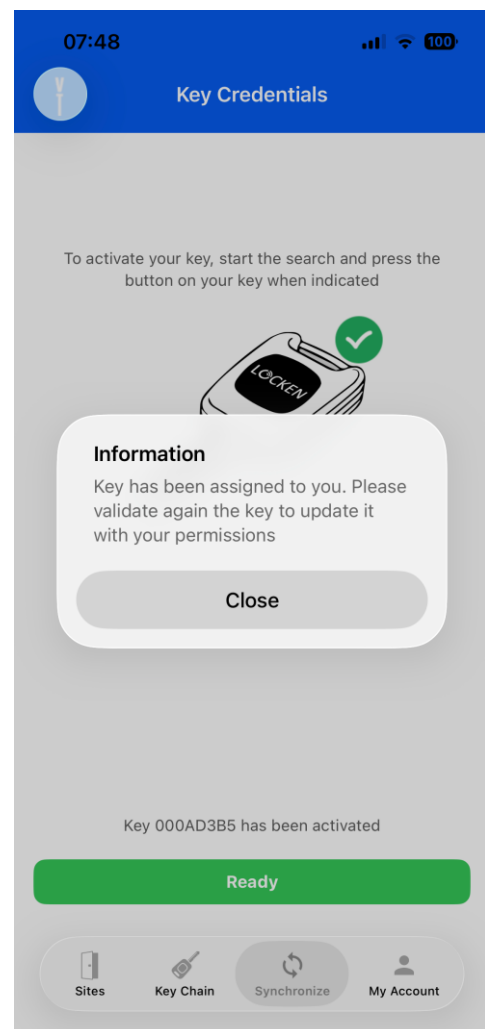 07:48
100
VT
Key Credentials
To activate your key, start the search and press the
button on your key when indicated
LOCKEN
Information
Key has been assigned to you. Please
validate again the key to update it
with your permissions
Close
Key 000AD3B5 has been activated
Ready
Sites
Key Chain
Synchronize
My Account